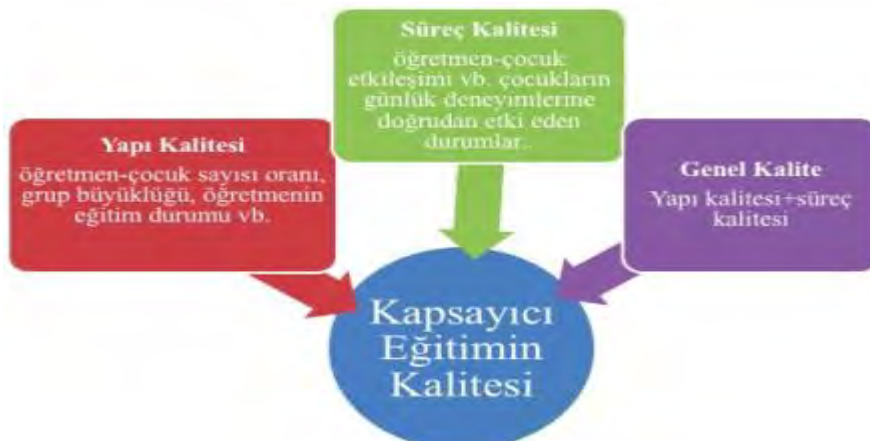 Süreç Kalitesi
öğretmen-çocuk
etkileşimi vb. çocukların
günlük deneyimlerine
doğrudan etki eden
durumlar..
Yapı Kalitesi
öğretmen-çocuk sayısı oranı,
grup büyüklüğü, öğretmenin
eğitim durumu vb.
Genel Kalite
Yapı kalitesi+süreç
kalitesi
Kapsayıcı
Eğitimin
Kalitesi